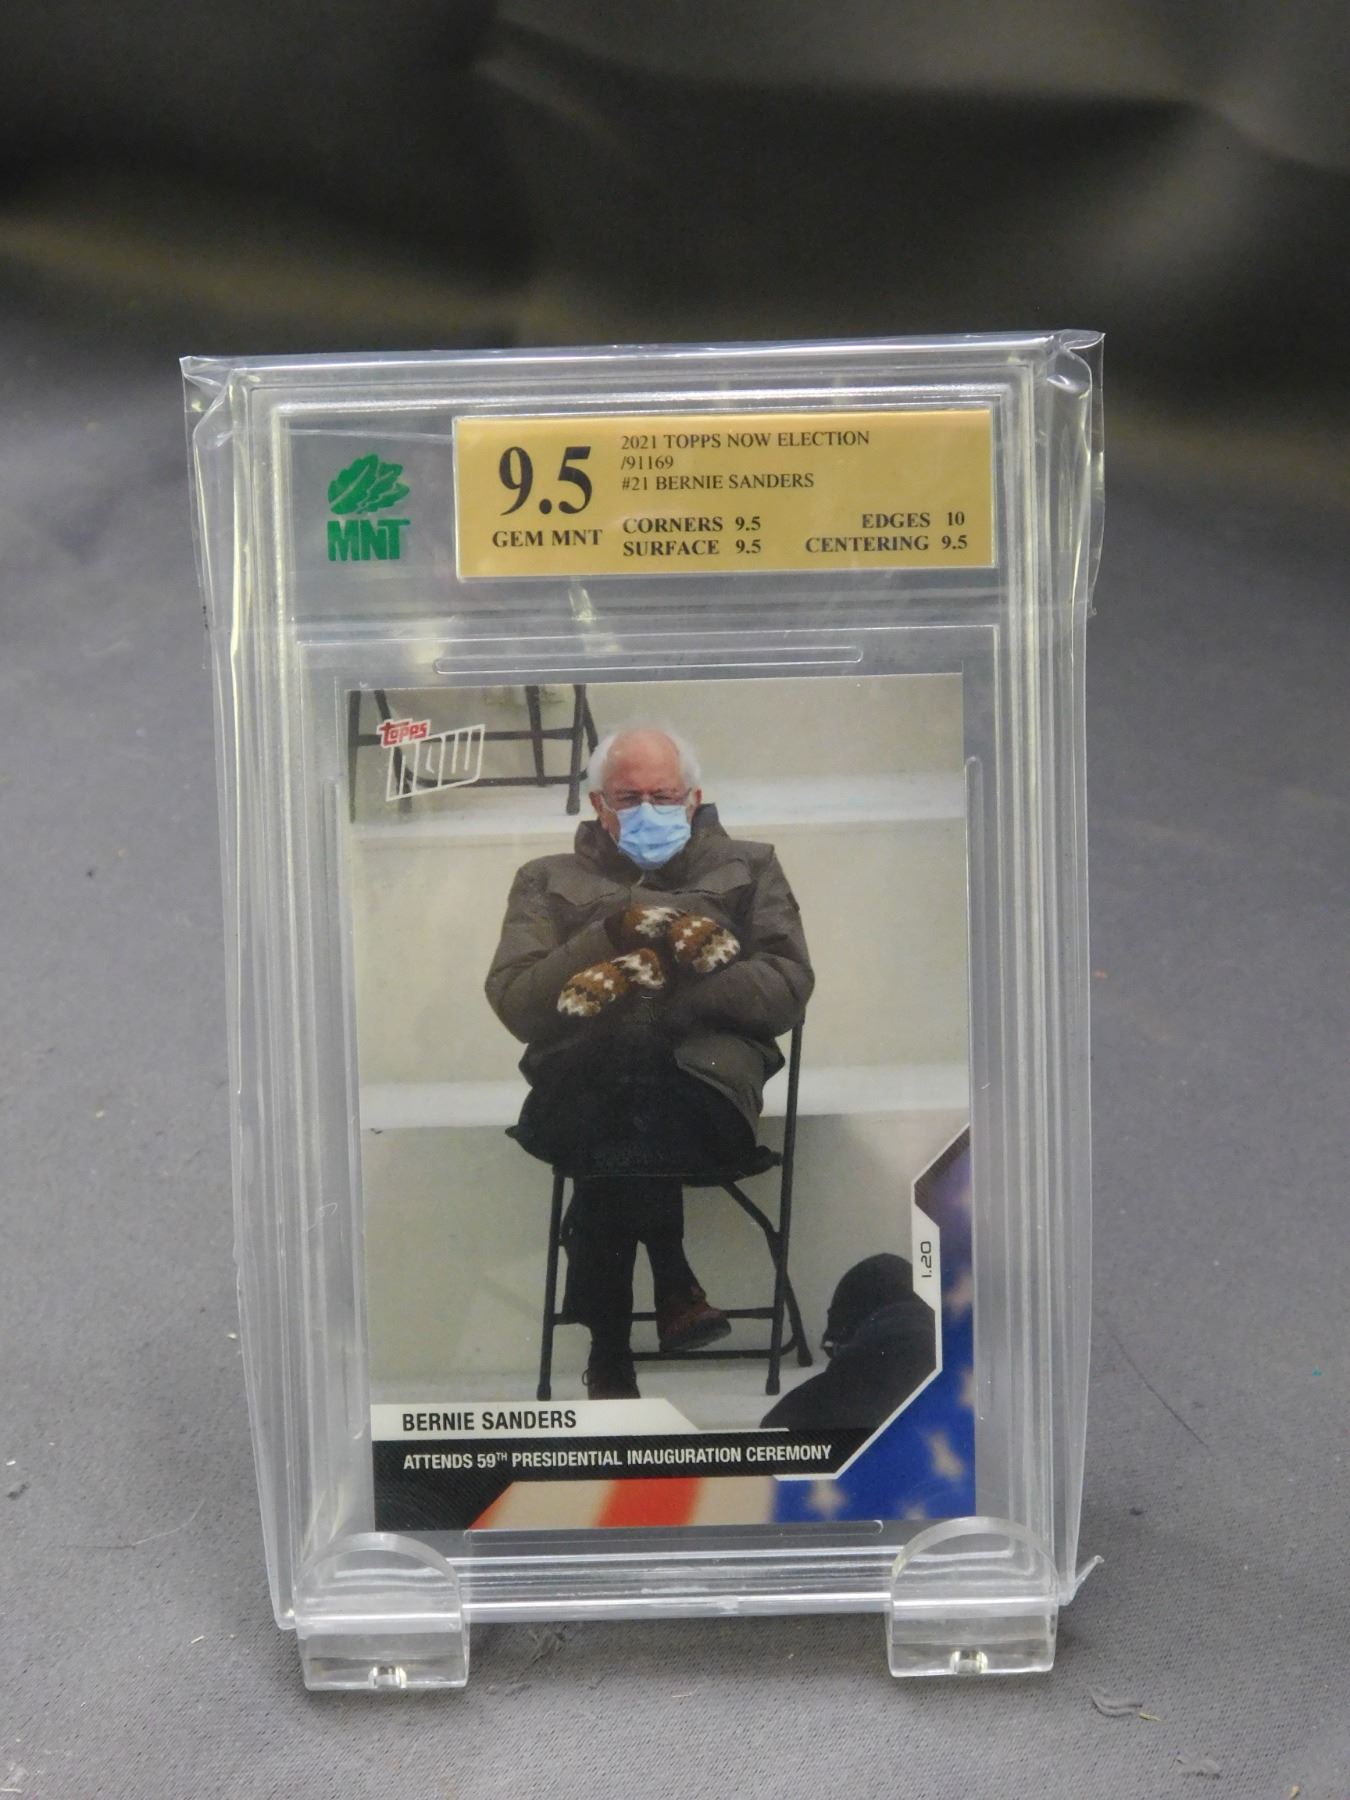 MNT
9.5
GEM MNT
2021 TOPPS NOW ELECTION
/91169
#21 BERNIE SANDERS
CORNERS 9.5
EDGES 10
SURFACE 9.5
CENTERING 9.5
topps
NOW
1.20
BERNIE SANDERS
ATTENDS 59TH PRESIDENTIAL INAUGURATION CEREMONY